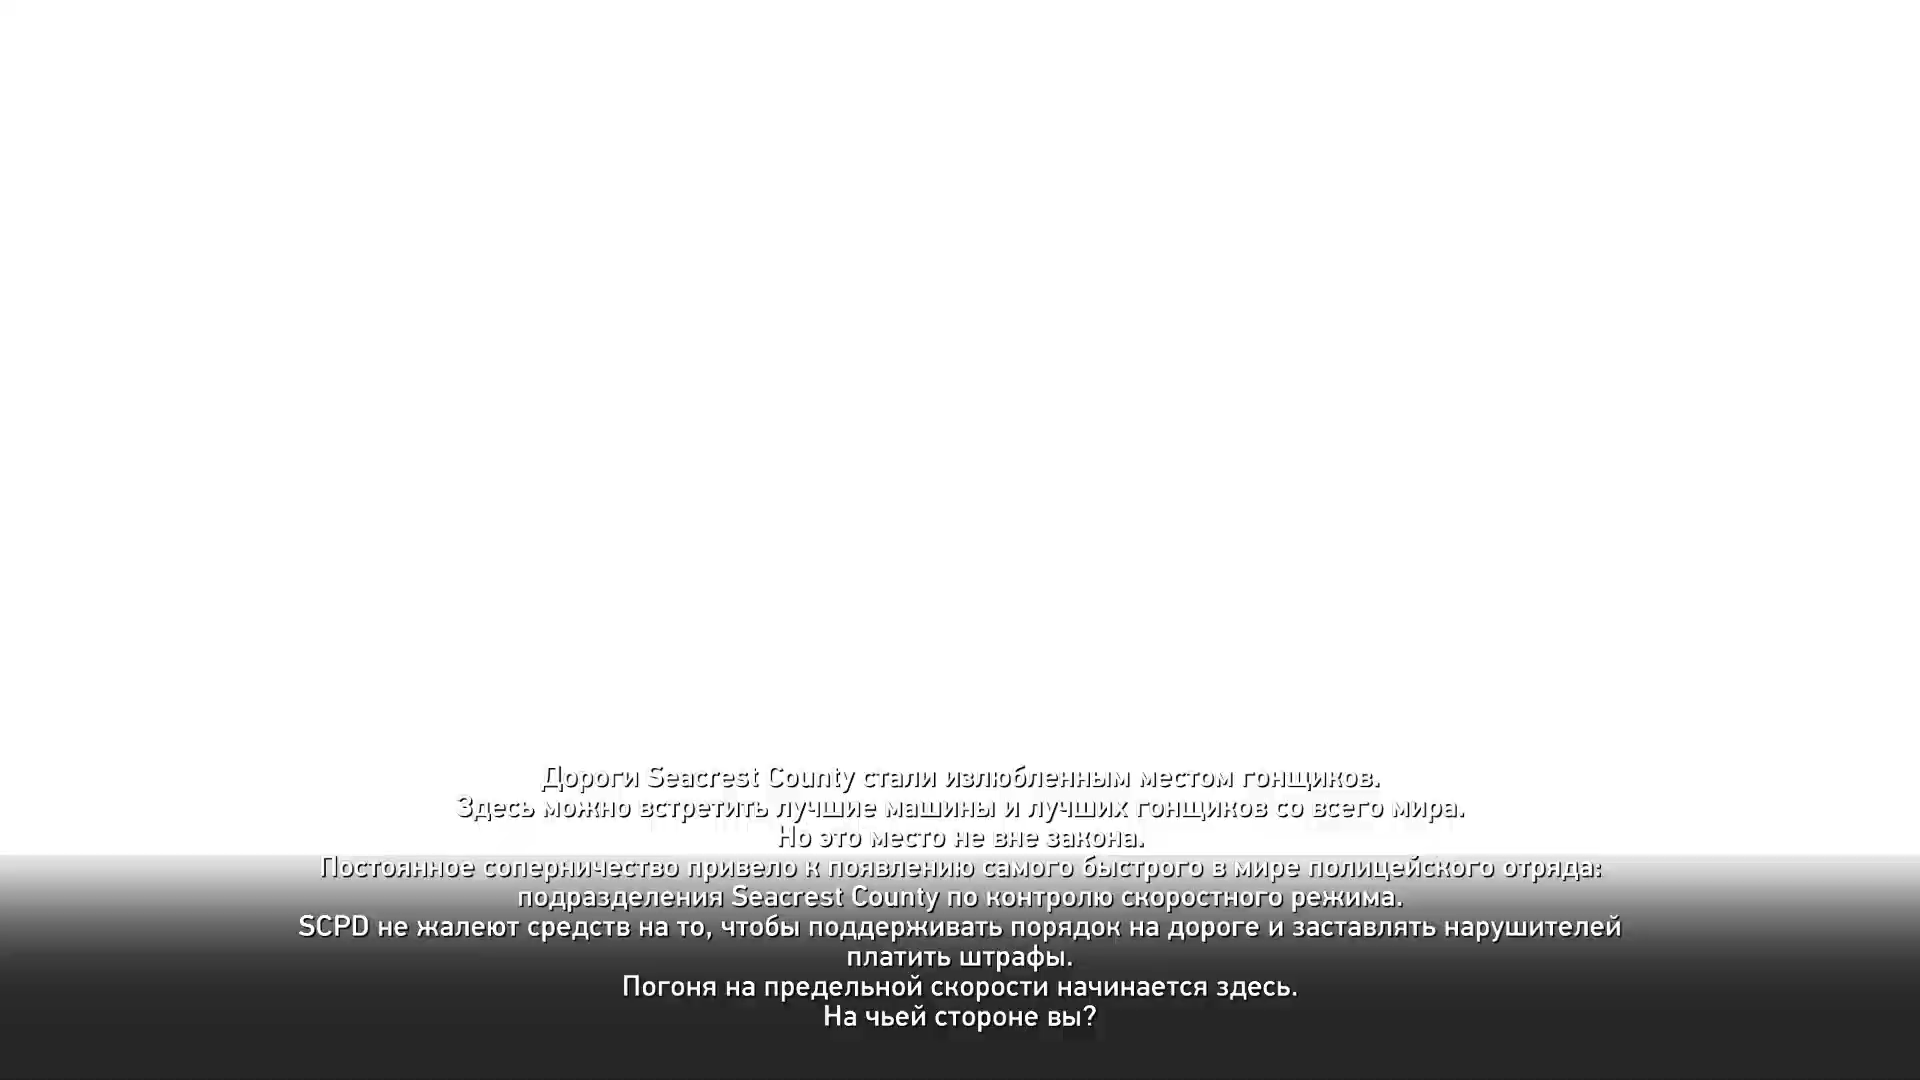 Дороги Seacrest County стали излюбленным местом гонщиков.
Здесь можно встретить лучшие машины и лучших гонщиков со всего мира.
Но это место не вне закона.
Постоянное соперничество привело к появлению самого быстрого в мире полицейского отряда:
подразделения Seacrest County по контролю скоростного режима.
SCPD не жалеют средств на то, чтобы поддерживать порядок на дороге и заставлять нарушителей
платить штрафы.
Погоня на предельной скорости начинается здесь.
На чьей стороне вы?